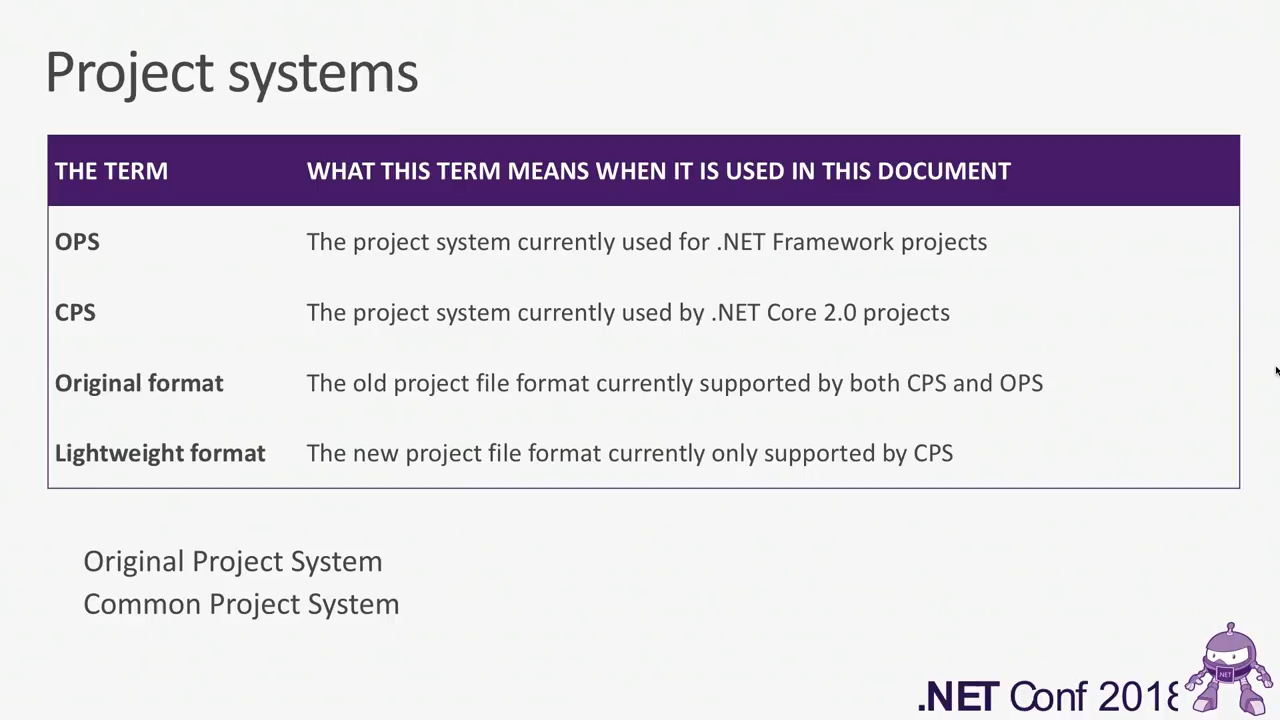 Project systems
THE TERM WHAT THIS TERM MEANS WHEN IT IS USED IN THIS DOCUMENT
OPS The project system currently used for .NET Framework projects
CPS The project system currently used by .NET Core 2.0 projects
Original format The old project file format currently supported by both CPS and OPS
Lightweight format The new project file format currently only supported by CPS
Original Project System
Common Project System
.NET Conf 2018
.NET